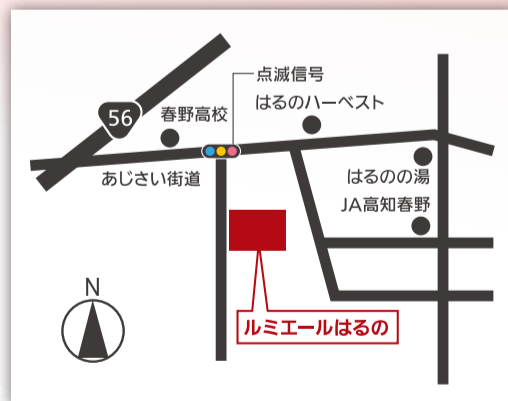 点滅信号
56
春野高校
はるのハーベスト
あじさい街道
はるのの湯
JA高知春野
N
ルミエールはるの